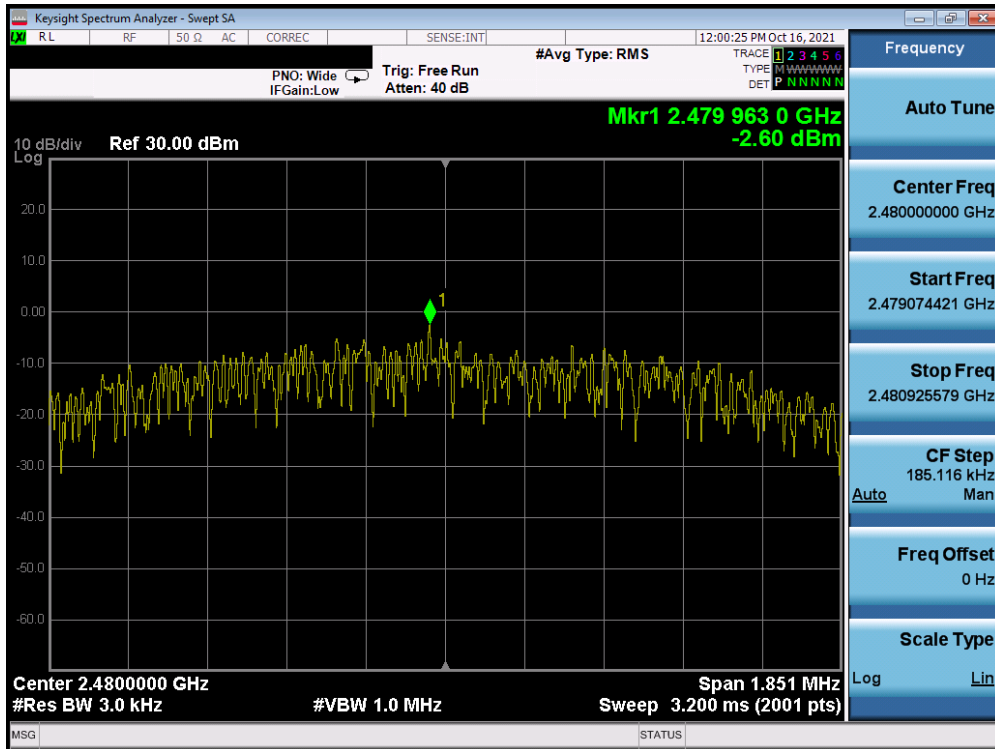 Keysight Spectrum Analyzer - Swept SA
LXI RL RF 50 Ω AC CORREC SENSE:INT 12:00:25 PM Oct 16, 2021
#Avg Type: RMS
TRACE 1 2 3 4 5 6
TYPE M WWWWW
DET P N N N N N
PNO: Wide
IFGain:Low
Trig: Free Run
Atten: 40 dB
Mkr1 2.479 963 0 GHz
-2.60 dBm
10 dB/div Ref 30.00 dBm
Log
20.0
10.0
0.00
-10.0
-20.0
-30.0
-40.0
-50.0
-60.0
1
Center 2.4800000 GHz
Span 1.851 MHz
#Res BW 3.0 kHz
#VBW 1.0 MHz
Sweep 3.200 ms (2001 pts)
MSG
STATUS
Frequency
Auto Tune
Center Freq
2.480000000 GHz
Start Freq
2.479074421 GHz
Stop Freq
2.480925579 GHz
CF Step
185.116 kHz
Auto Man
Freq Offset
0 Hz
Scale Type
Log Lin